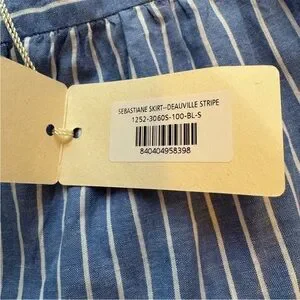 SEBASTIANE SKIRT--DEAUVILLE STRIPE
1252-3060S-100-BL-S
840404958398